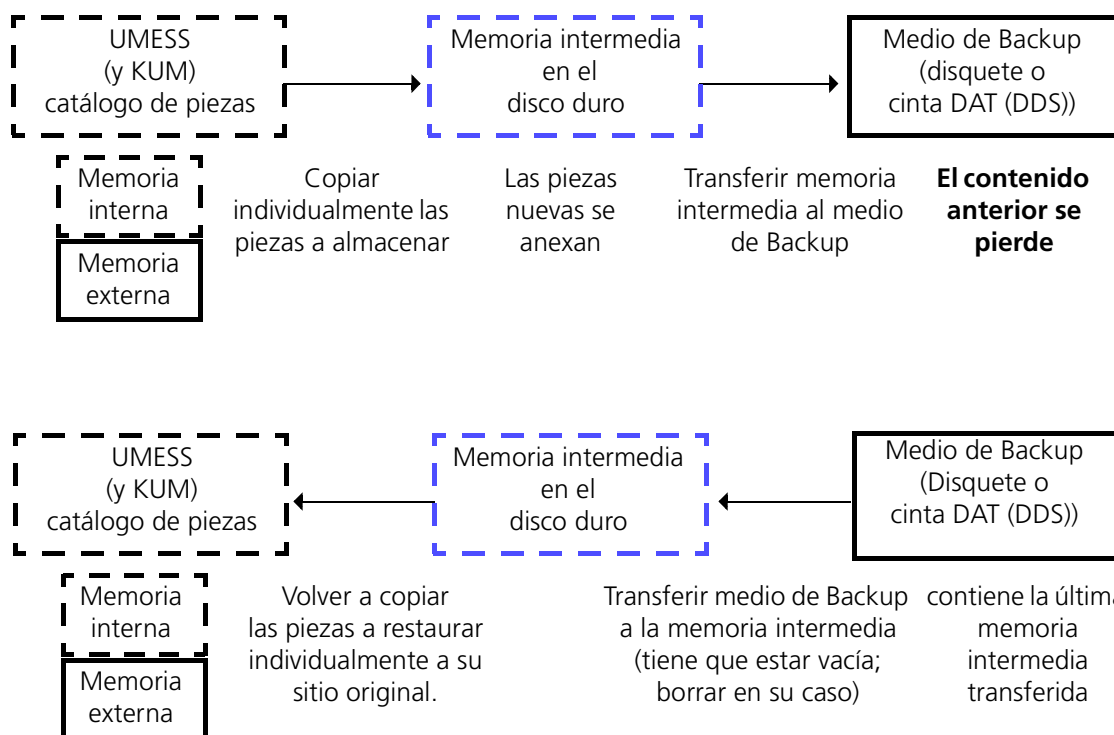 UMESS
(y KUM)
catálogo de piezas
Memoria intermedia
en el
disco duro
Medio de Backup
(disquete o
cinta DAT (DDS))
Memoria
interna
Memoria
externa
Copiar
individualmente las
piezas a almacenar
Las piezas
nuevas se
anexan
Transferir memoria
intermedia al medio
de Backup
El contenido
anterior se
pierde
UMESS
(y KUM)
catálogo de piezas
Memoria intermedia
en el
disco duro
Medio de Backup
(Disquete o
cinta DAT (DDS))
Memoria
interna
Memoria
externa
Volver a copiar
las piezas a restaurar
individualmente a su
sitio original.
Transferir medio de Backup
a la memoria intermedia
(tiene que estar vacía;
borrar en su caso)
contiene la última
memoria
intermedia
transferida